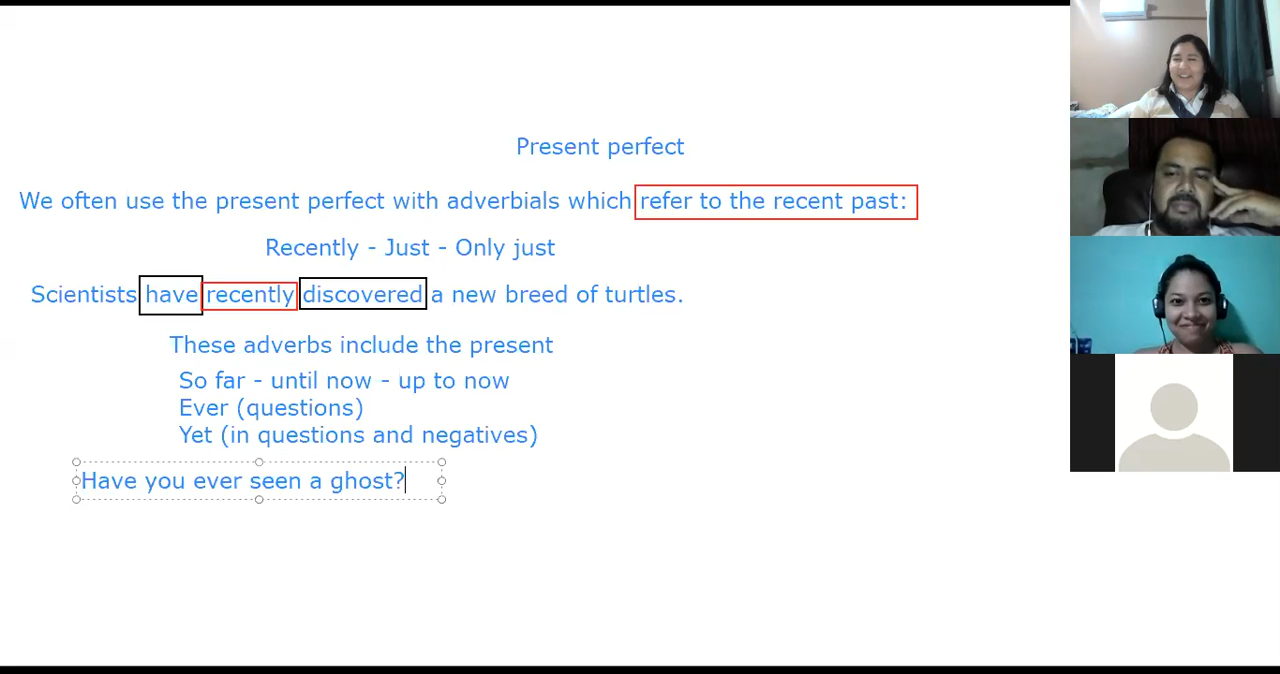 Present perfect
We often use the present perfect with adverbials which refer to the recent past:
Recently - Just - Only just
Scientists have recently discovered a new breed of turtles.
These adverbs include the present
So far - until now - up to now
Ever (questions)
Yet (in questions and negatives)
Have you ever seen a ghost?